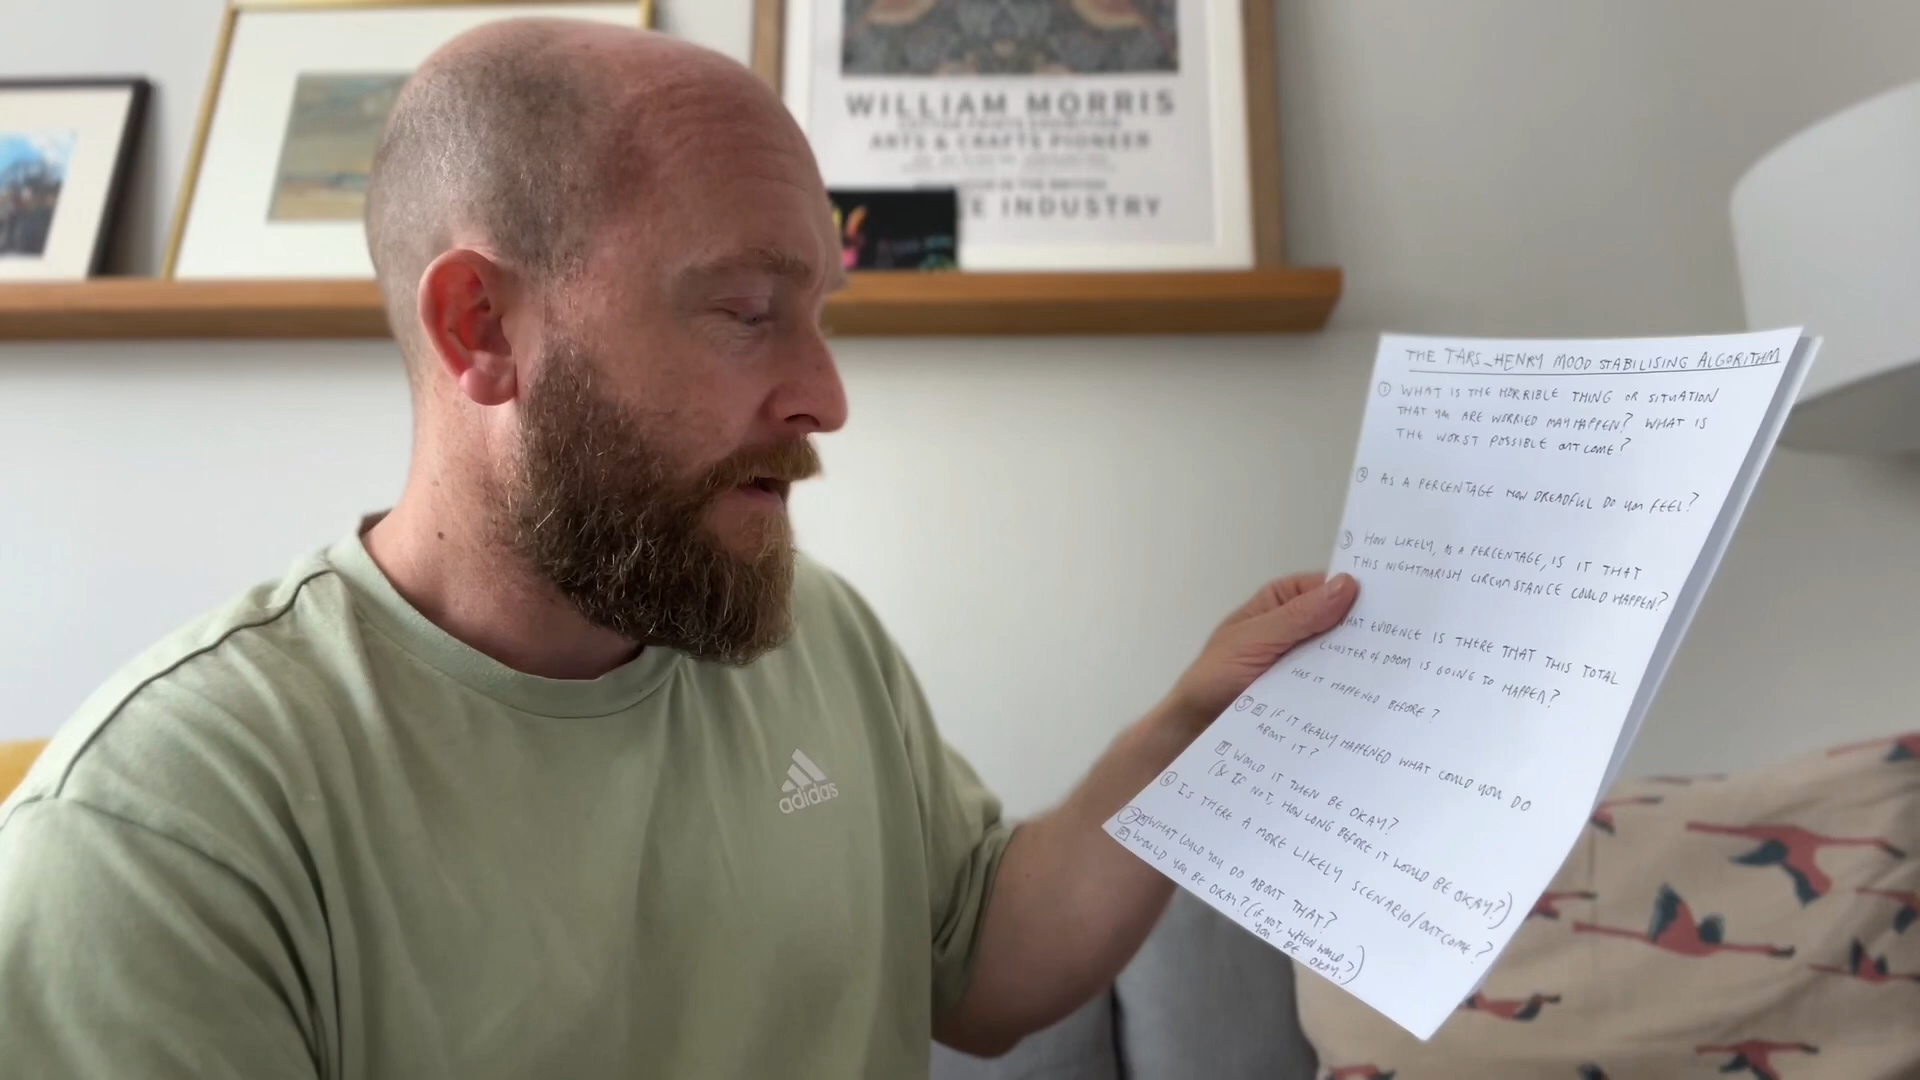 WILLIAM MORRIS
ARTS & CRAFTS PIONEER
INDUSTRY
adidas
THE TARS-HENRY MOOD STABILISING ALGORITHM
① WHAT IS THE HORRIBLE THING OR SITUATION
THAT YOU ARE WORRIED MAY HAPPEN? WHAT IS
THE WORST POSSIBLE OUTCOME?
② AS A PERCENTAGE HOW DREADFUL DO YOU FEEL?
③ HOW LIKELY, AS A PERCENTAGE, IS IT THAT
THIS NIGHTMARISH CIRCUMSTANCE COULD HAPPEN?
WHAT EVIDENCE IS THERE THAT THIS TOTAL
CLUSTER OF DOOM IS GOING TO HAPPEN?
HAS IT HAPPENED BEFORE?
⑤ A IF IT REALLY HAPPENED WHAT COULD YOU DO
ABOUT IT?
B WOULD IT THEN BE OKAY?
(& IF NOT, HOW LONG BEFORE IT WOULD BE OKAY?)
⑥ IS THERE A MORE LIKELY SCENARIO/OUTCOME?
⑦ A WHAT COULD YOU DO ABOUT THAT?
B WOULD YOU BE OKAY? (IF NOT, WHEN WOULD
YOU BE OKAY?)